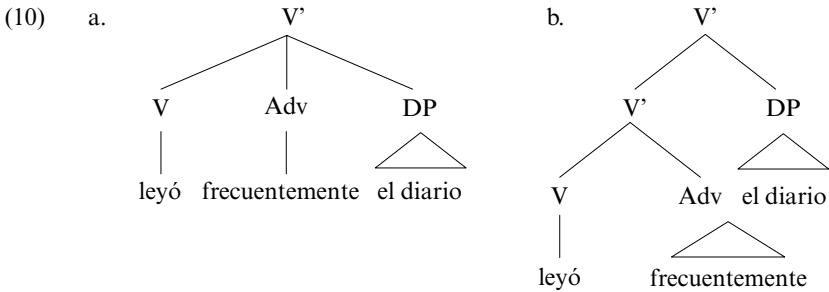 (10) a. V’ b. V’
V Adv DP V’ DP
leyó frecuentemente el diario V Adv el diario
leyó frecuentemente